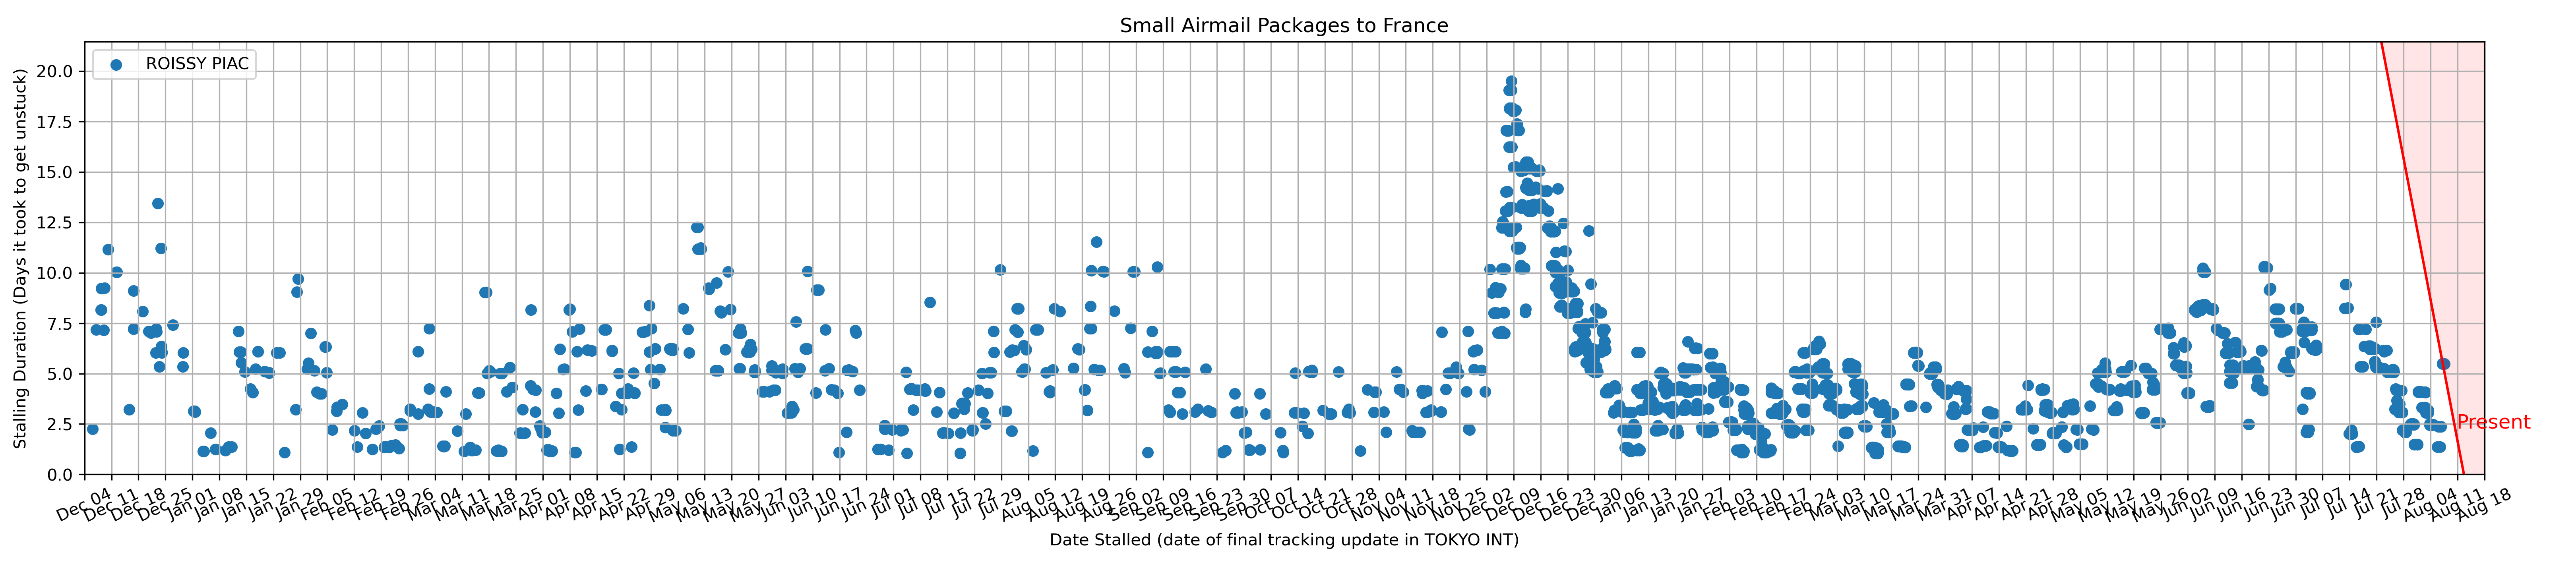 Small Airmail Packages to France
ROISSY PIAC
Stalling Duration (Days it took to get unstuck)
20.0
17.5
15.0
12.5
10.0
7.5
5.0
2.5
0.0
Present
Dec 04
Dec 11
Dec 18
Dec 25
Jan 01
Jan 08
Jan 15
Jan 22
Jan 29
Feb 05
Feb 12
Feb 19
Feb 26
Mar 04
Mar 11
Mar 18
Mar 25
Apr 01
Apr 08
Apr 15
Apr 22
Apr 29
May 06
May 13
May 20
May 27
Jun 03
Jun 10
Jun 17
Jun 24
Jul 01
Jul 08
Jul 15
Jul 22
Jul 29
Aug 05
Aug 12
Aug 19
Aug 26
Sep 02
Sep 09
Sep 16
Sep 23
Sep 30
Oct 07
Oct 14
Oct 21
Oct 28
Nov 04
Nov 11
Nov 18
Nov 25
Dec 02
Dec 09
Dec 16
Dec 23
Dec 30
Jan 06
Jan 13
Jan 20
Jan 27
Feb 03
Feb 10
Feb 17
Feb 24
Mar 03
Mar 10
Mar 17
Mar 24
Mar 31
Apr 07
Apr 14
Apr 21
Apr 28
May 05
May 12
May 19
May 26
Jun 02
Jun 09
Jun 16
Jun 23
Jun 30
Jul 07
Jul 14
Jul 21
Jul 28
Aug 04
Aug 11
Aug 18
Date Stalled (date of final tracking update in TOKYO INT)